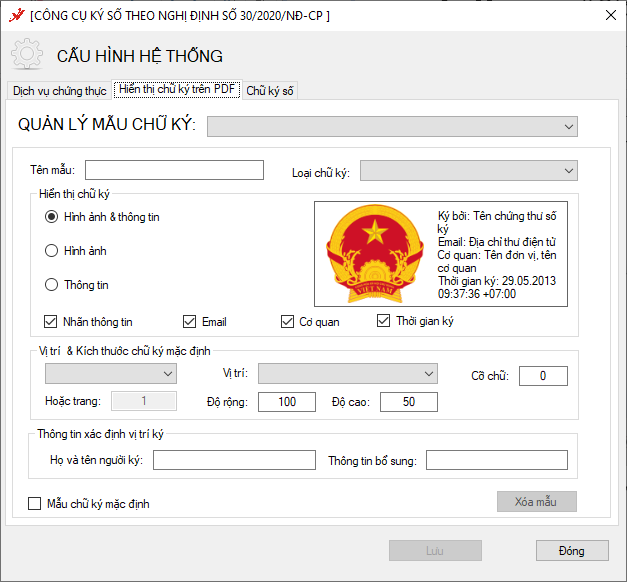 [CÔNG CỤ KÝ SỐ THEO NGHỊ ĐỊNH SỐ 30/2020/NĐ-CP ]
CẤU HÌNH HỆ THỐNG
Dịch vụ chứng thực Hiển thị chữ ký trên PDF Chữ ký số
QUẢN LÝ MẪU CHỮ KÝ:
Tên mẫu: Loại chữ ký:
Hiển thị chữ ký
Hình ảnh & thông tin
Hình ảnh
Thông tin
VIỆT NAM
Ký bởi: Tên chứng thư số
ký
Email: Địa chỉ thư điện tử
Cơ quan: Tên đơn vị, tên
cơ quan
Thời gian ký: 29.05.2013
09:37:36 +07:00
Nhãn thông tin Email Cơ quan Thời gian ký
Vị trí & Kích thước chữ ký mặc định
Vị trí: Cỡ chữ: 0
Hoặc trang: 1 Độ rộng: 100 Độ cao: 50
Thông tin xác định vị trí ký
Họ và tên người ký: Thông tin bổ sung:
Mẫu chữ ký mặc định Xóa mẫu
Lưu Đóng